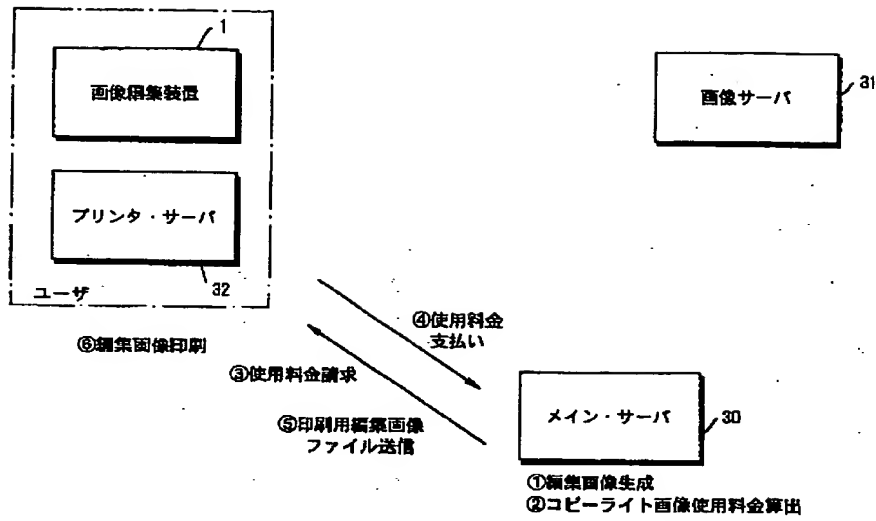 1
画像編集装置
プリンタ・サーバ
32
ユーザ
画像サーバ
31
④使用料金
支払い
⑥編集画像印刷
③使用料金請求
⑤印刷用編集画像
ファイル送信
メイン・サーバ
30
①編集画像生成
②コピーライト画像使用料金算出